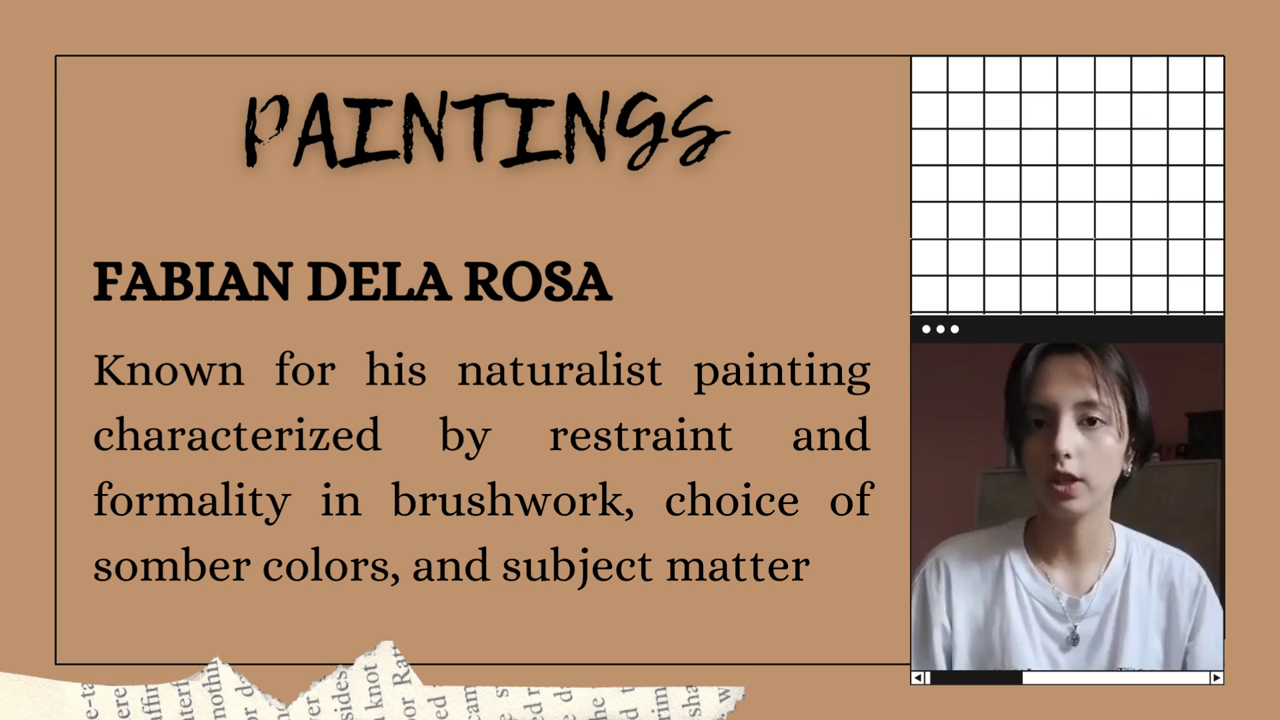 PAINTINGS
FABIAN DELA ROSA
Known for his naturalist painting
characterized by restraint and
formality in brushwork, choice of
somber colors, and subject matter